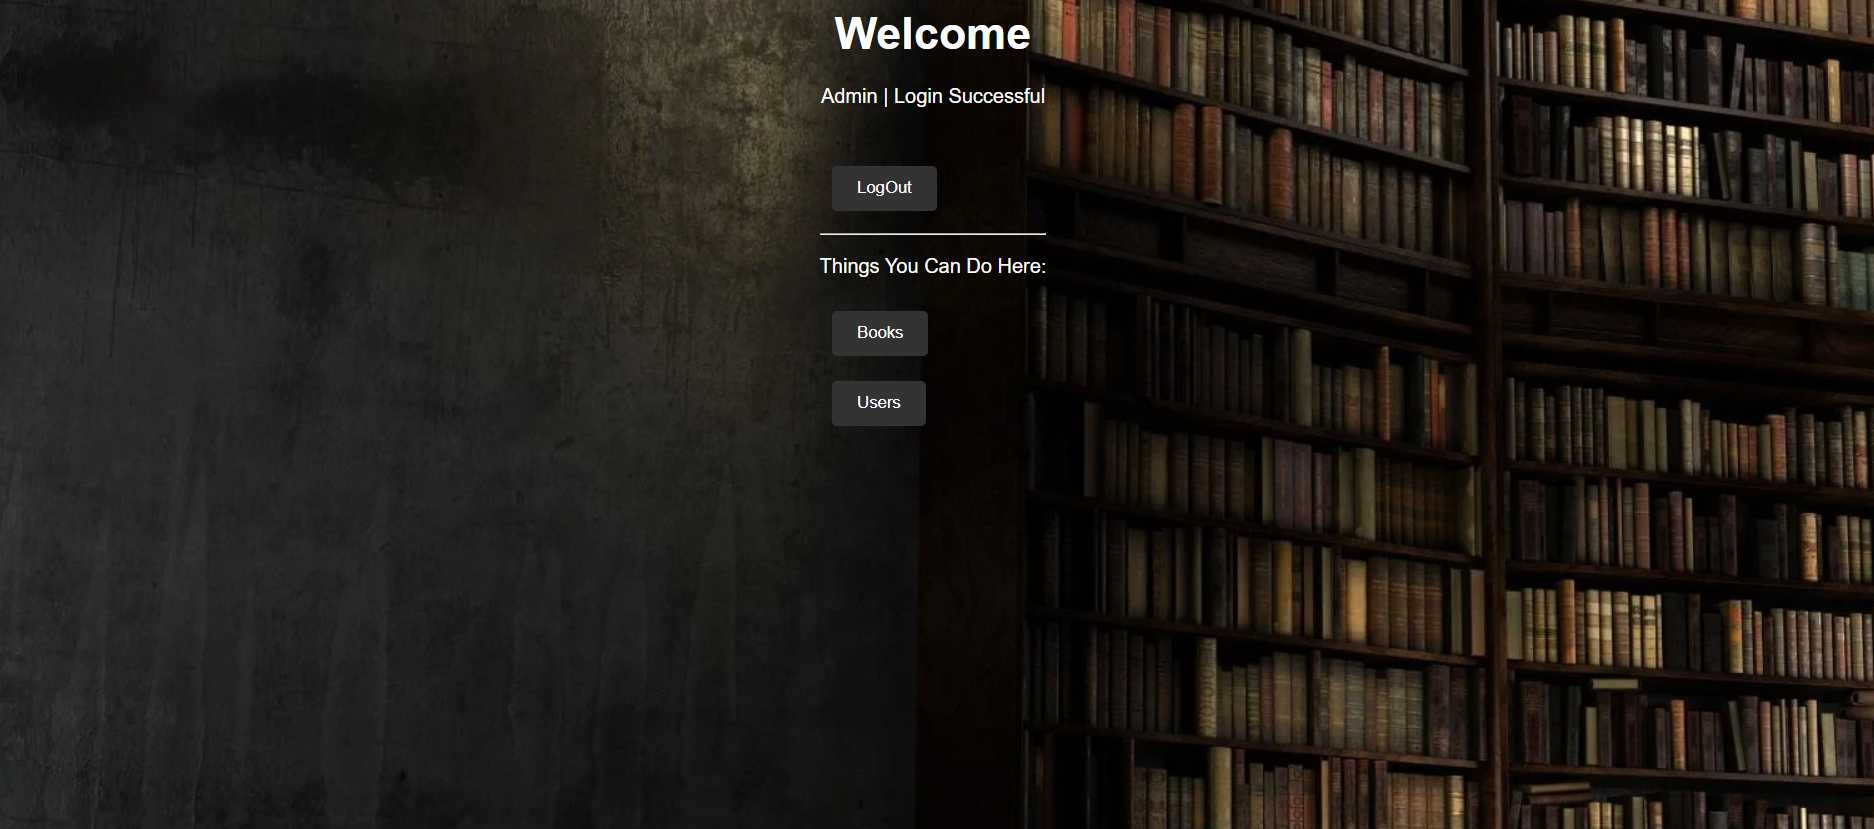 Welcome
Admin | Login Successful
LogOut
Things You Can Do Here:
Books
Users